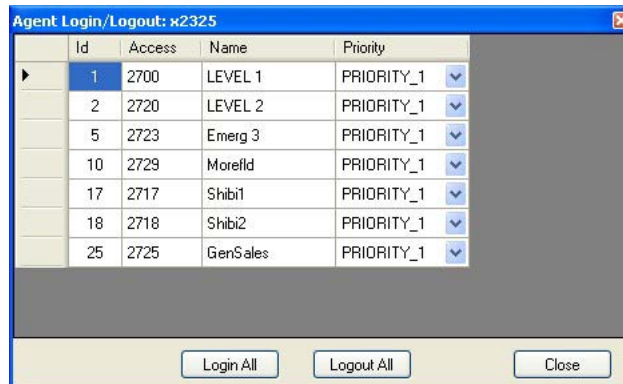 Agent Login/Logout: x2325
Id Access Name Priority
1 2700 LEVEL 1 PRIORITY_1
2 2720 LEVEL 2 PRIORITY_1
5 2723 Emerg 3 PRIORITY_1
10 2729 Morefld PRIORITY_1
17 2717 Shibi1 PRIORITY_1
18 2718 Shibi2 PRIORITY_1
25 2725 GenSales PRIORITY_1
Login All Logout All Close